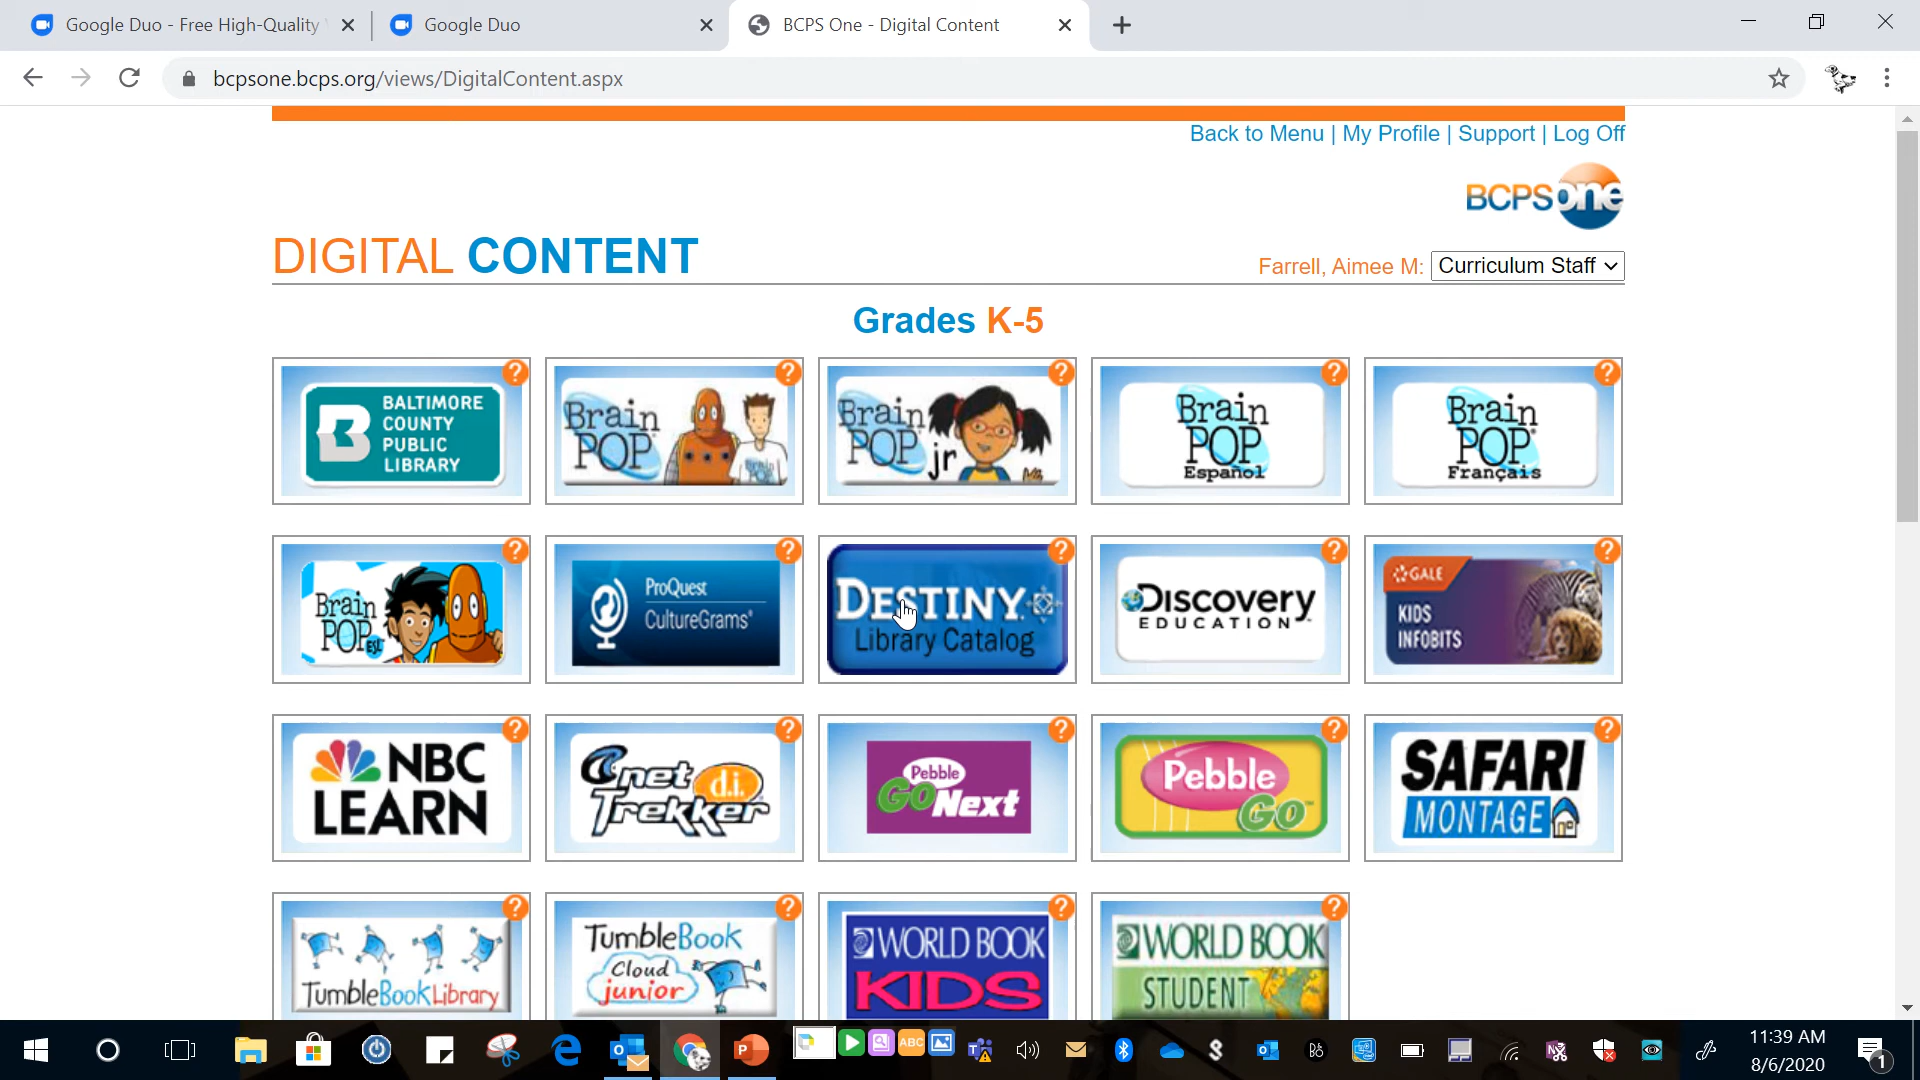 Google Duo - Free High-Quality
Google Duo
BCPS One - Digital Content
bcpsone.bcps.org/views/DigitalContent.aspx
Back to Menu | My Profile | Support | Log Off
BCPSone
DIGITAL CONTENT
Farrell, Aimee M: Curriculum Staff
Grades K-5
? ? ? ? ?
BALTIMORE
COUNTY
PUBLIC
LIBRARY
Brain
POP
Brain
POP
jr
Brain
POP
Español
Brain
POP
Français
? ? ? ? ?
Brain
POP ESL
ProQuest
CultureGrams
DESTINY
Library Catalog
Discovery
EDUCATION
GALE
KIDS
INFOBITS
? ? ? ? ?
NBC
LEARN
net d.i.
Trekker
Pebble
GO Next
Pebble
Go
SAFARI
MONTAGE
? ? ? ?
TumbleBookLibrary
TumbleBook
Cloud
junior
WORLD BOOK
KIDS
WORLD BOOK
STUDENT
ABC
11:39 AM
8/6/2020
1